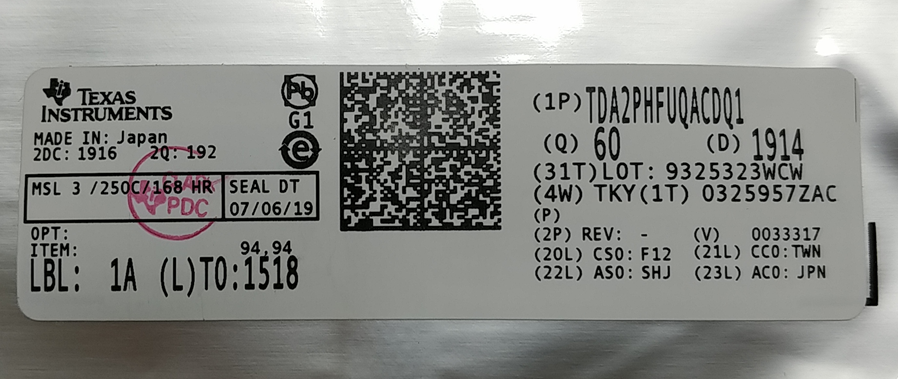 TEXAS
INSTRUMENTS
MADE IN: Japan
2DC: 1916 2Q: 192
MSL 3 /250C/168 HR
SEAL DT
07/06/19
PDC
OPT:
ITEM: 94,94
LBL: 1A (L)TO:1518
Pb
G1
e
(1P)TDA2PHFUQACDQ1
(Q) 60 (D) 1914
(31T)LOT: 9325323WCW
(4W) TKY(1T) 0325957ZAC
(P)
(2P) REV: - (V) 0033317
(20L) CSO: F12 (21L) CCO:TWN
(22L) ASO: SHJ (23L) ACO: JPN